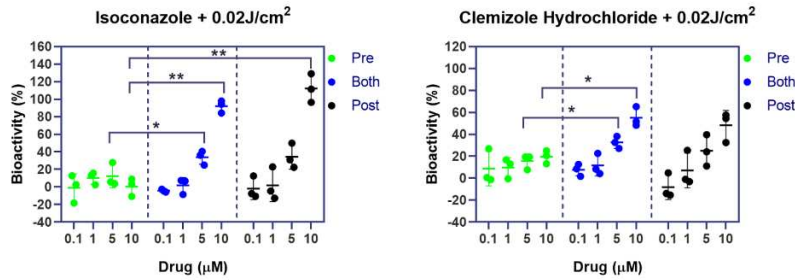 Isoconazole + 0.02J/cm²
Bioactivity (%)
160
140
120
100
80
60
40
20
0
-20
-40
**
**
*
Pre
Both
Post
0.1 1 5 10 0.1 1 5 10 0.1 1 5 10
Drug (μM)
Clemizole Hydrochloride + 0.02J/cm²
Bioactivity (%)
120
100
80
60
40
20
0
-20
-40
*
*
Pre
Both
Post
0.1 1 5 10 0.1 1 5 10 0.1 1 5 10
Drug (μM)